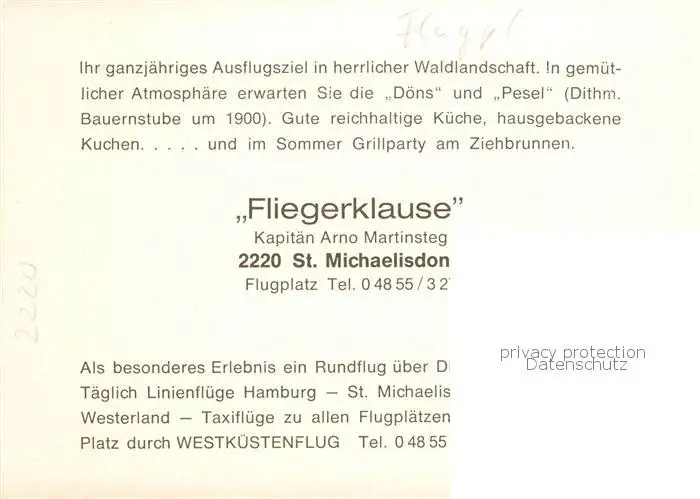 Flugpl
Ihr ganzjähriges Ausflugsziel in herrlicher Waldlandschaft. In gemüt-
licher Atmosphäre erwarten Sie die „Döns“ und „Pesel“ (Dithm.
Bauernstube um 1900). Gute reichhaltige Küche, hausgebackene
Kuchen. . . . . und im Sommer Grillparty am Ziehbrunnen.
„Fliegerklause”
Kapitän Arno Martinsteg
2220 St. Michaelisdon
Flugplatz Tel. 0 48 55 / 3 2
2220
privacy protection
Datenschutz
Als besonderes Erlebnis ein Rundflug über D
Täglich Linienflüge Hamburg — St. Michaelis
Westerland — Taxiflüge zu allen Flugplätzen
Platz durch WESTKÜSTENFLUG Tel. 0 48 55